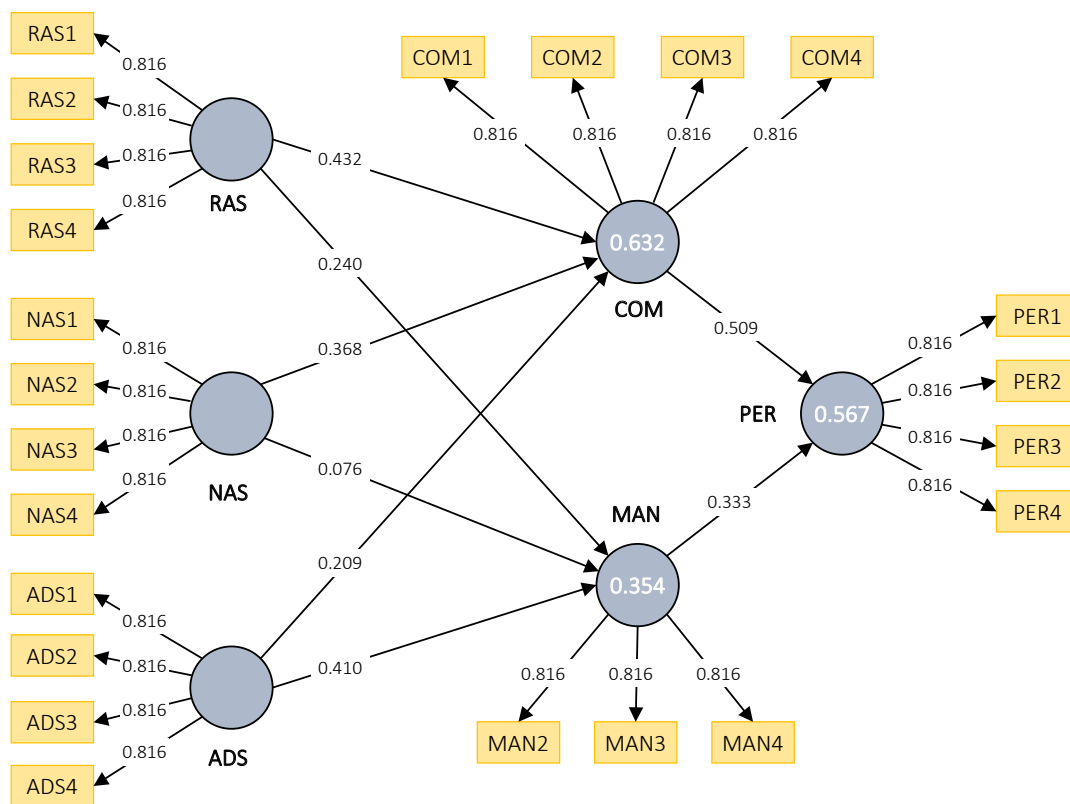 RAS1
0.816
RAS2
0.816
RAS3
0.816
RAS4
0.816
RAS
COM1
COM2
COM3
COM4
0.816
0.816
0.816
0.816
0.432
0.240
0.632
COM
NAS1
0.816
NAS2
0.816
NAS3
0.816
NAS4
0.816
NAS
0.368
0.076
0.509
PER
0.567
PER1
0.816
PER2
0.816
PER3
0.816
PER4
0.816
ADS1
0.816
ADS2
0.816
ADS3
0.816
ADS4
0.816
ADS
0.209
0.410
MAN
0.354
0.333
0.816
0.816
0.816
MAN2
MAN3
MAN4